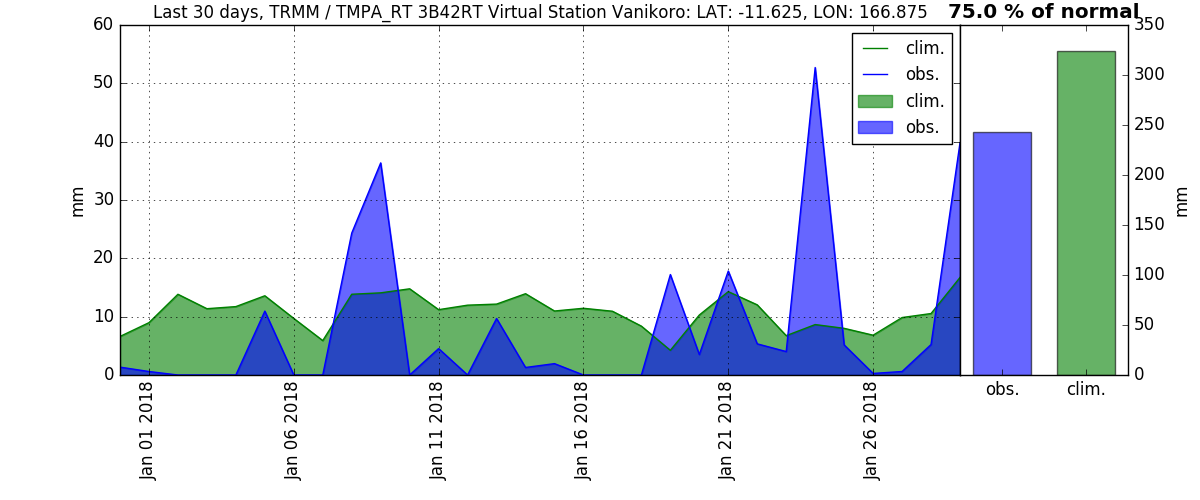 Last 30 days, TRMM / TMPA_RT 3B42RT Virtual Station Vanikoro: LAT: -11.625, LON: 166.875
75.0 % of normal
60
50
40
30
20
10
0
mm
clim.
obs.
clim.
obs.
Jan 01 2018
Jan 06 2018
Jan 11 2018
Jan 16 2018
Jan 21 2018
Jan 26 2018
350
300
250
200
150
100
50
0
mm
obs.
clim.